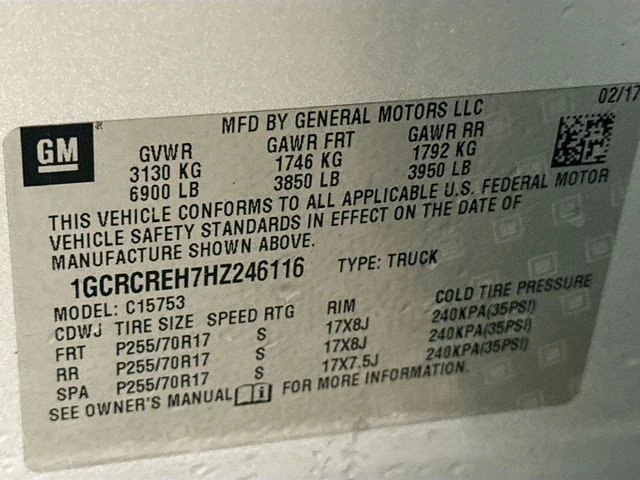 02/17
GM
MFD BY GENERAL MOTORS LLC
GVWR GAWR FRT GAWR RR
3130 KG 1746 KG 1792 KG
6900 LB 3850 LB 3950 LB
THIS VEHICLE CONFORMS TO ALL APPLICABLE U.S. FEDERAL MOTOR
VEHICLE SAFETY STANDARDS IN EFFECT ON THE DATE OF
MANUFACTURE SHOWN ABOVE.
1GCRCREH7HZ246116 TYPE: TRUCK
MODEL: C15753
CDWJ TIRE SIZE SPEED RTG RIM COLD TIRE PRESSURE
FRT P255/70R17 S 17X8J 240KPA(35PSI)
RR P255/70R17 S 17X8J 240KPA(35PSI)
SPA P255/70R17 S 17X7.5J 240KPA(35PSI)
SEE OWNER'S MANUAL FOR MORE INFORMATION.